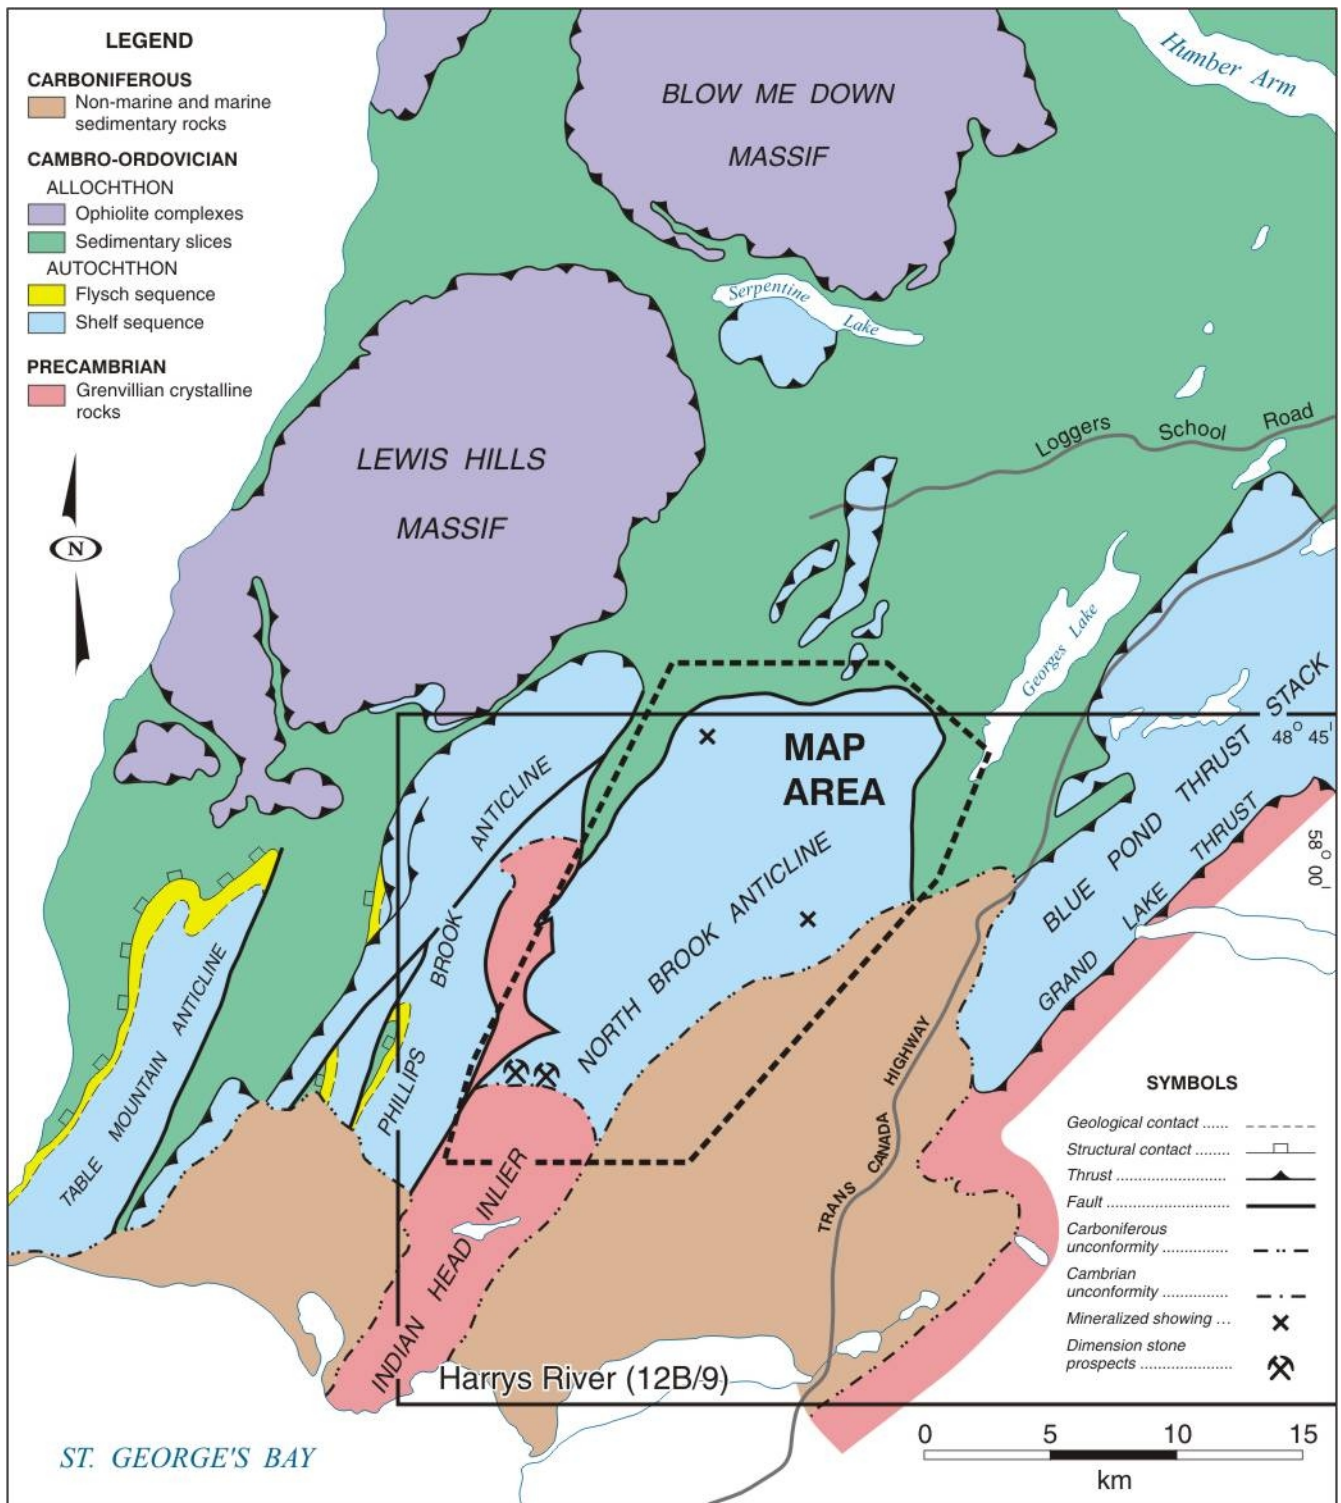 LEGEND
CARBONIFEROUS
Non-marine and marine
sedimentary rocks
CAMBRO-ORDOVICIAN
ALLOCHTHON
Ophiolite complexes
Sedimentary slices
AUTOCHTHON
Flysch sequence
Shelf sequence
PRECAMBRIAN
Grenvillian crystalline
rocks
N
Humber Arm
BLOW ME DOWN
MASSIF
Serpentine
Lake
Loggers School Road
LEWIS HILLS
MASSIF
Georges Lake
MAP
AREA
48° 45'
58° 00'
BLUE POND THRUST STACK
GRAND LAKE THRUST
PHILLIPS BROOK ANTICLINE
NORTH BROOK ANTICLINE
TABLE MOUNTAIN ANTICLINE
TRANS CANADA HIGHWAY
INDIAN HEAD INLIER
Harrys River (12B/9)
ST. GEORGE'S BAY
SYMBOLS
Geological contact ......
Structural contact ........
Thrust ..........................
Fault .............................
Carboniferous
unconformity ...............
Cambrian
unconformity ................
Mineralized showing ...
Dimension stone
prospects .....................
0 5 10 15
km